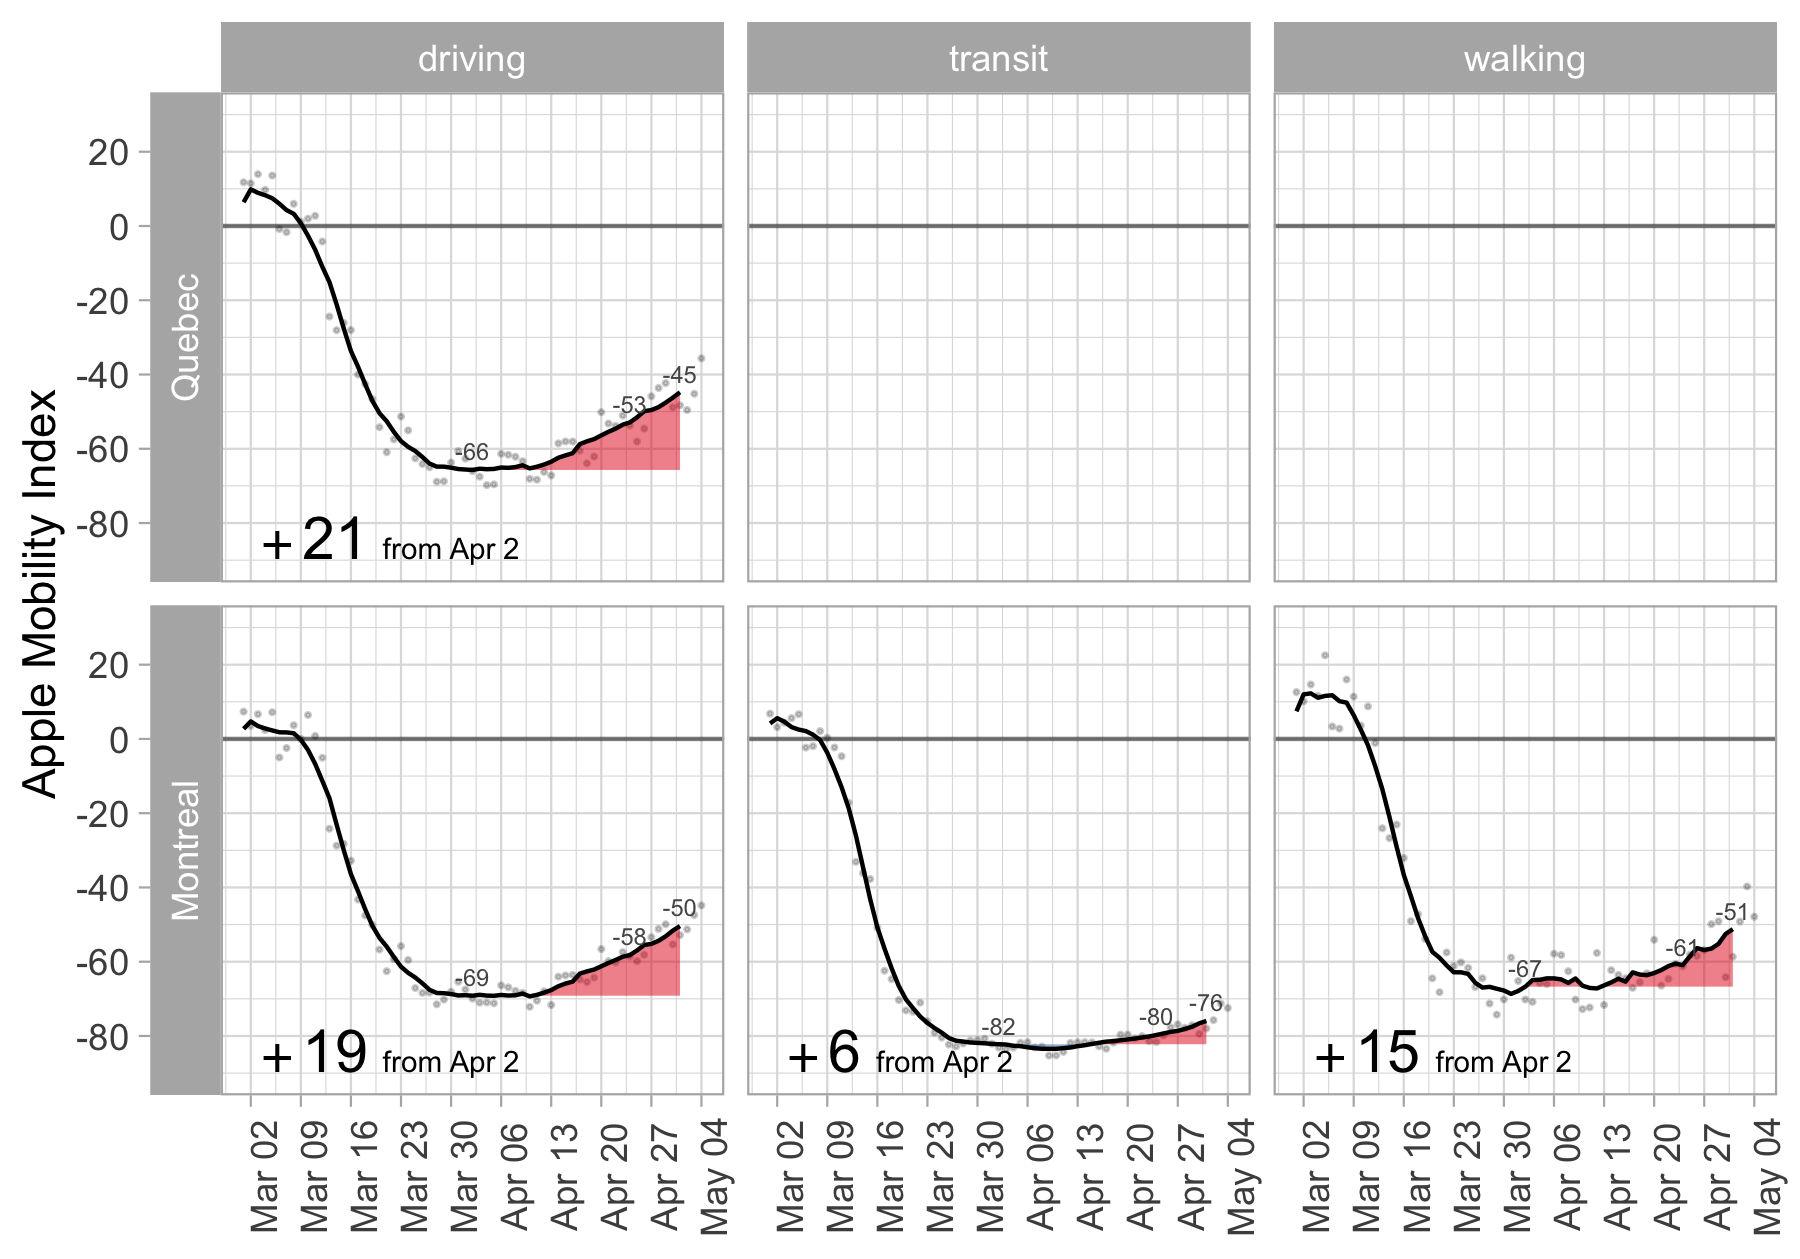 driving
transit
walking
Apple Mobility Index
Quebec
20
0
-20
-40
-60
-80
-66
-53
-45
+21 from Apr 2
Montreal
20
0
-20
-40
-60
-80
-69
-58
-50
+19 from Apr 2
-82
-80
-76
+6 from Apr 2
-67
-61
-51
+15 from Apr 2
Mar 02
Mar 09
Mar 16
Mar 23
Mar 30
Apr 06
Apr 13
Apr 20
Apr 27
May 04
Mar 02
Mar 09
Mar 16
Mar 23
Mar 30
Apr 06
Apr 13
Apr 20
Apr 27
May 04
Mar 02
Mar 09
Mar 16
Mar 23
Mar 30
Apr 06
Apr 13
Apr 20
Apr 27
May 04